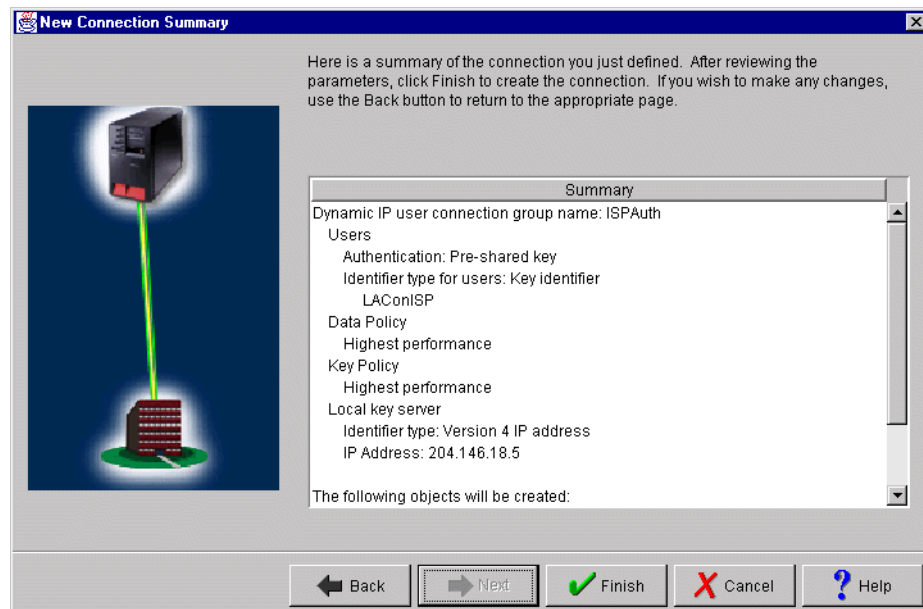 New Connection Summary
Here is a summary of the connection you just defined. After reviewing the
parameters, click Finish to create the connection. If you wish to make any changes,
use the Back button to return to the appropriate page.
Summary
Dynamic IP user connection group name: ISPAuth
Users
Authentication: Pre-shared key
Identifier type for users: Key identifier
LAConISP
Data Policy
Highest performance
Key Policy
Highest performance
Local key server
Identifier type: Version 4 IP address
IP Address: 204.146.18.5
The following objects will be created:
Back
Next
Finish
Cancel
Help